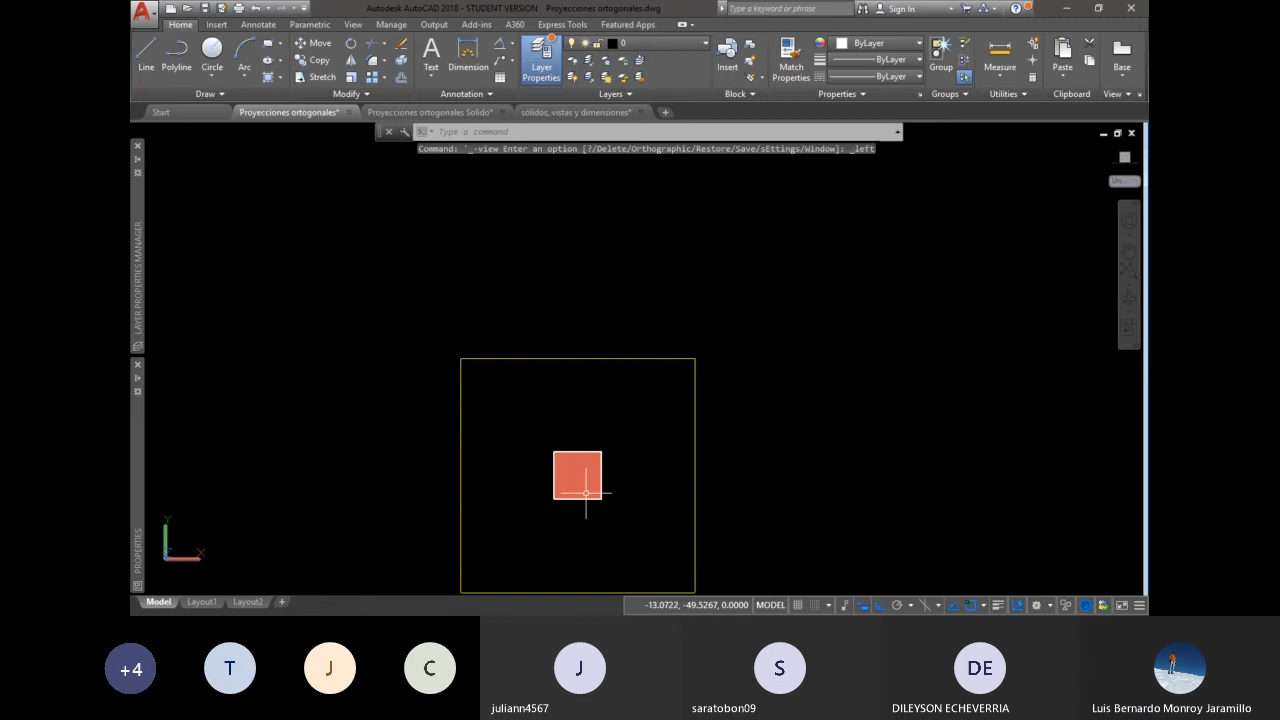 Autodesk AutoCAD 2018 - STUDENT VERSION Proyecciones ortogonales.dwg
Type a keyword or phrase
Sign In
Home Insert Annotate Parametric View Manage Output Add-ins A360 Express Tools Featured Apps
Line Polyline Circle Arc
Move
Copy
Stretch
Text Dimension
Layer Properties
0
Insert
Match Properties
ByLayer
ByLayer
ByLayer
Group
Measure
Paste
Base
Draw Modify Annotation Layers Block Properties Groups Utilities Clipboard View
Start Proyecciones ortogonales* Proyecciones ortogonales Solido* sólidos, vistas y dimensiones*
Type a command
Command: '_-view Enter an option [?/Delete/Orthographic/Restore/Save/sEttings/Window]: _left
LAYER PROPERTIES MANAGER
PROPERTIES
Y
X
Model Layout1 Layout2
-13.0722, -49.5267, 0.0000 MODEL
+4 T J C J S DE
juliann4567 saratobon09 DILEYSON ECHEVERRIA Luis Bernardo Monroy Jaramillo